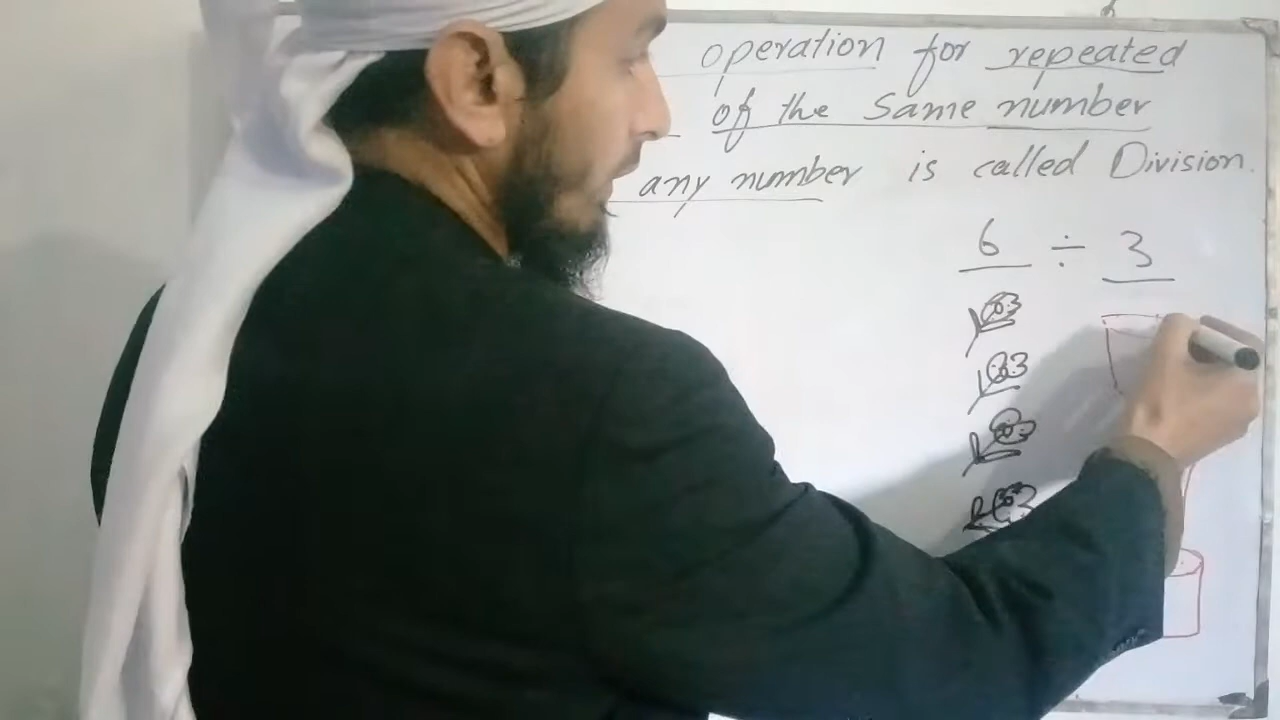 operation for repeated
of the same number
any number is called Division.
6 ÷ 3